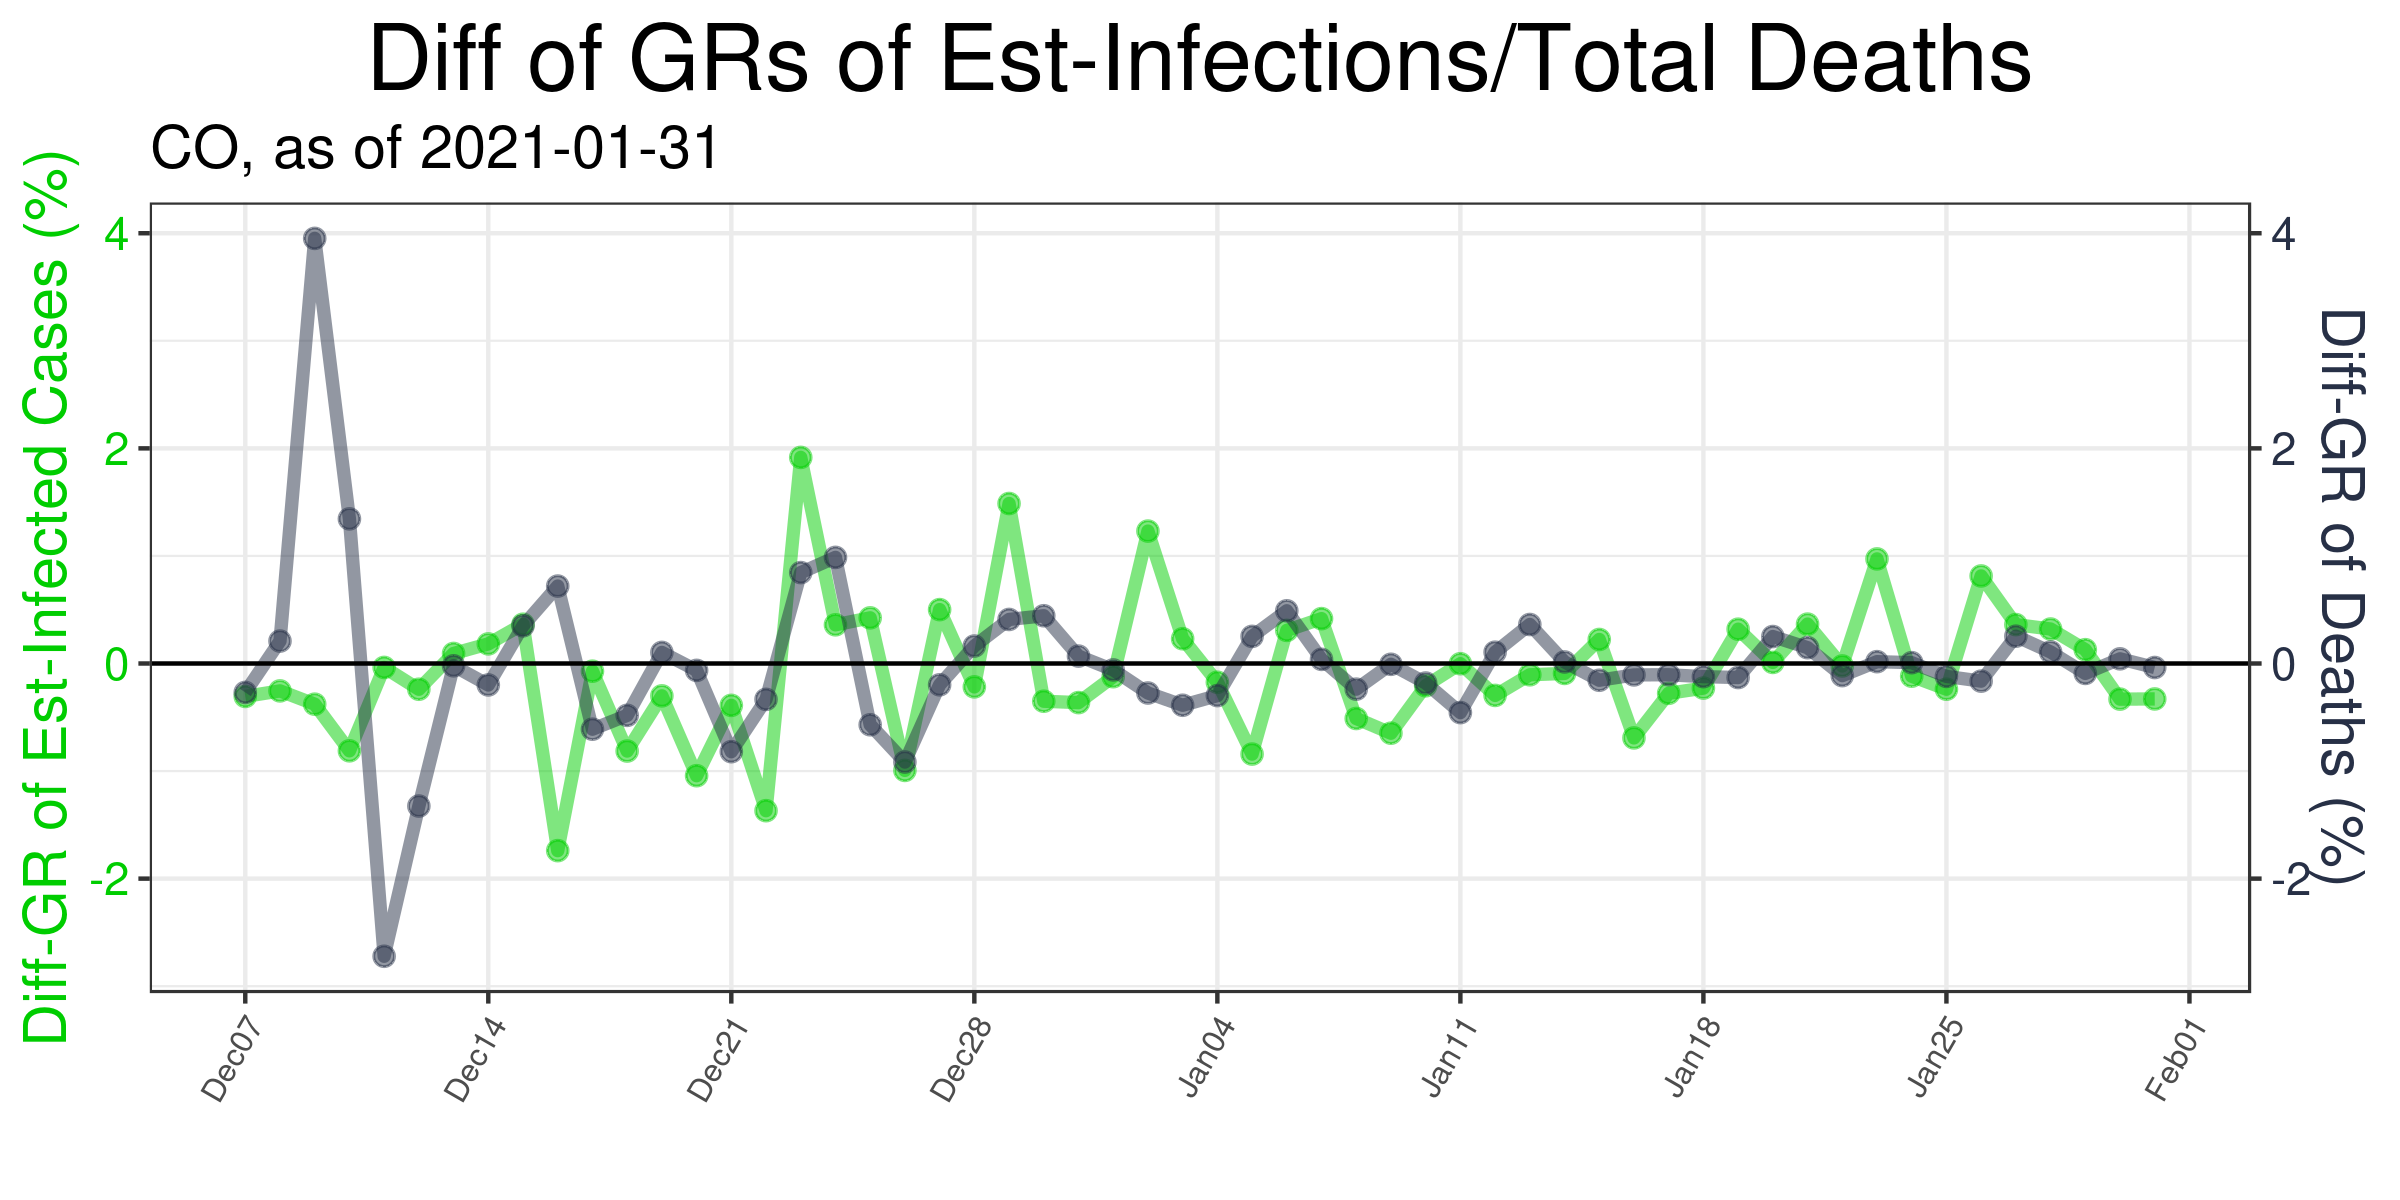 Diff of GRs of Est-Infections/Total Deaths
CO, as of 2021-01-31
Diff-GR of Est-Infected Cases (%)
4
2
0
-2
4
2
0
-2
Diff-GR of Deaths (%)
Dec07
Dec14
Dec21
Dec28
Jan04
Jan11
Jan18
Jan25
Feb01